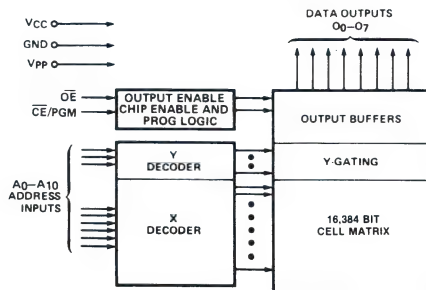 DATA OUTPUTS
O0–O7
VCC
GND
VPP
OE
CE/PGM
OUTPUT ENABLE
CHIP ENABLE AND
PROG LOGIC
OUTPUT BUFFERS
Y
DECODER
Y-GATING
A0–A10
ADDRESS
INPUTS
X
DECODER
16,384 BIT
CELL MATRIX